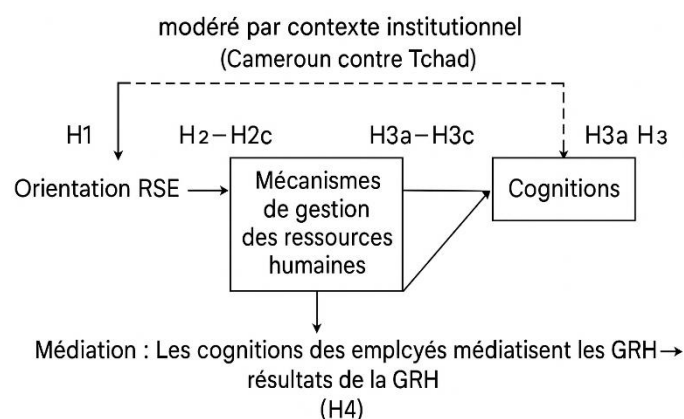 modéré par contexte institutionnel
(Cameroun contre Tchad)
H1
H2–H2c
H3a–H3c
H3a H3
Orientation RSE
Mécanismes
de gestion
des ressources
humaines
Cognitions
Médiation : Les cognitions des emplcyés médiatisent les GRH→
résultats de la GRH
(H4)